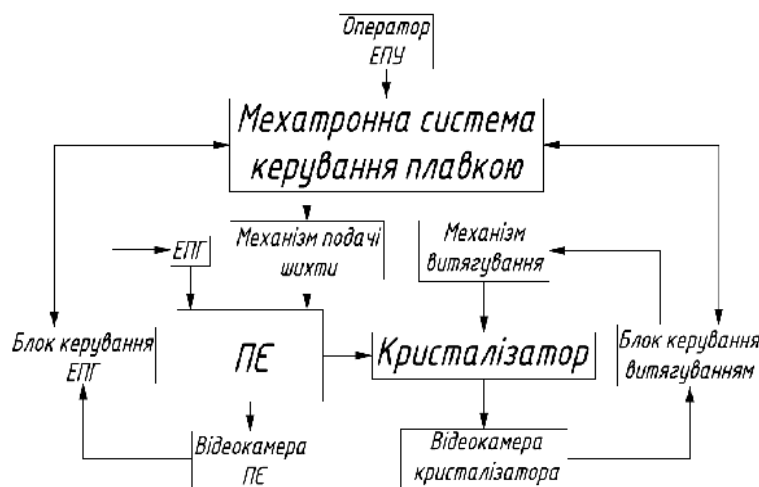 Оператор
ЕПУ
Мехатронна система
керування плавкою
ЕПГ
Механізм подачі
шихти
Механізм
витягування
Блок керування
ЕПГ
ПЕ
Кристалізатор
Блок керування
витягуванням
Відеокамера
ПЕ
Відеокамера
кристалізатора